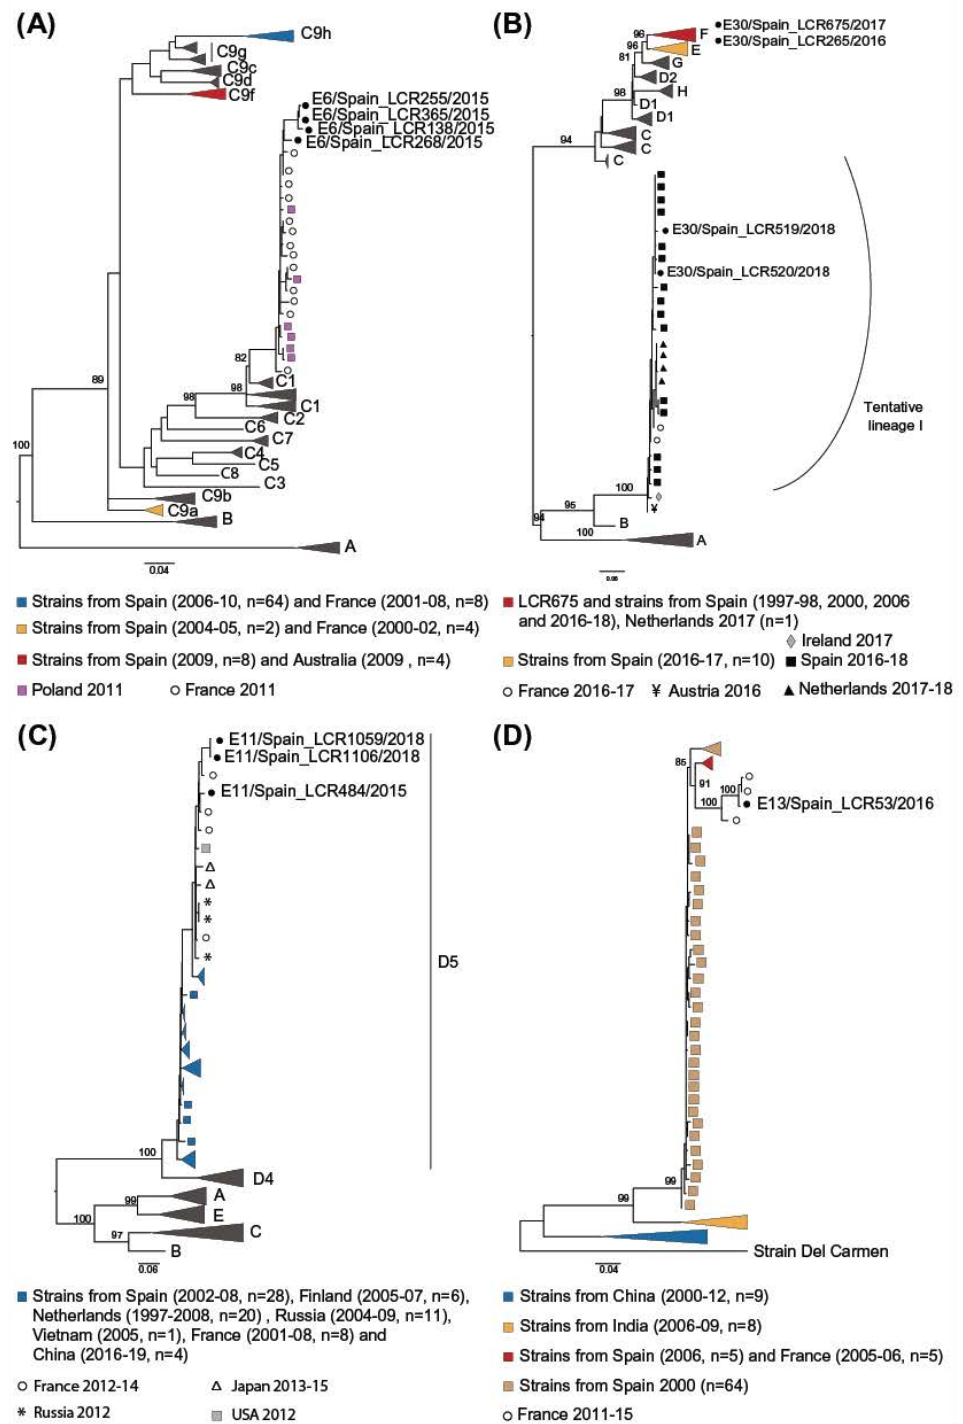 (A)
C9h
C9g
C9c
C9d
C9f
E6/Spain_LCR255/2015
E6/Spain_LCR365/2015
E6/Spain_LCR138/2015
E6/Spain_LCR268/2015
82
C1
98
98
C1
C2
C6
C7
C4
C5
C8
C3
89
100
C9b
C9a
B
A
0.04
Strains from Spain (2006-10, n=64) and France (2001-08, n=8)
Strains from Spain (2004-05, n=2) and France (2000-02, n=4)
Strains from Spain (2009, n=8) and Australia (2009 , n=4)
Poland 2011
France 2011
(B)
E30/Spain_LCR675/2017
E30/Spain_LCR265/2016
96
F
96
E
81
G
D2
H
98
D1
D1
C
94
C
C
E30/Spain_LCR519/2018
E30/Spain_LCR520/2018
Tentative
lineage I
100
95
¥
94
B
100
A
0.06
LCR675 and strains from Spain (1997-98, 2000, 2006
and 2016-18), Netherlands 2017 (n=1)
Ireland 2017
Strains from Spain (2016-17, n=10)
Spain 2016-18
France 2016-17
¥ Austria 2016
Netherlands 2017-18
(C)
E11/Spain_LCR1059/2018
E11/Spain_LCR1106/2018
E11/Spain_LCR484/2015
*
*
*
D5
100
D4
99
A
E
100
97
C
B
0.06
Strains from Spain (2002-08, n=28), Finland (2005-07, n=6),
Netherlands (1997-2008, n=20) , Russia (2004-09, n=11),
Vietnam (2005, n=1), France (2001-08, n=8) and
China (2016-19, n=4)
France 2012-14
Japan 2013-15
* Russia 2012
USA 2012
(D)
85
91
100
100
E13/Spain_LCR53/2016
99
99
Strain Del Carmen
0.04
Strains from China (2000-12, n=9)
Strains from India (2006-09, n=8)
Strains from Spain (2006, n=5) and France (2005-06, n=5)
Strains from Spain 2000 (n=64)
France 2011-15